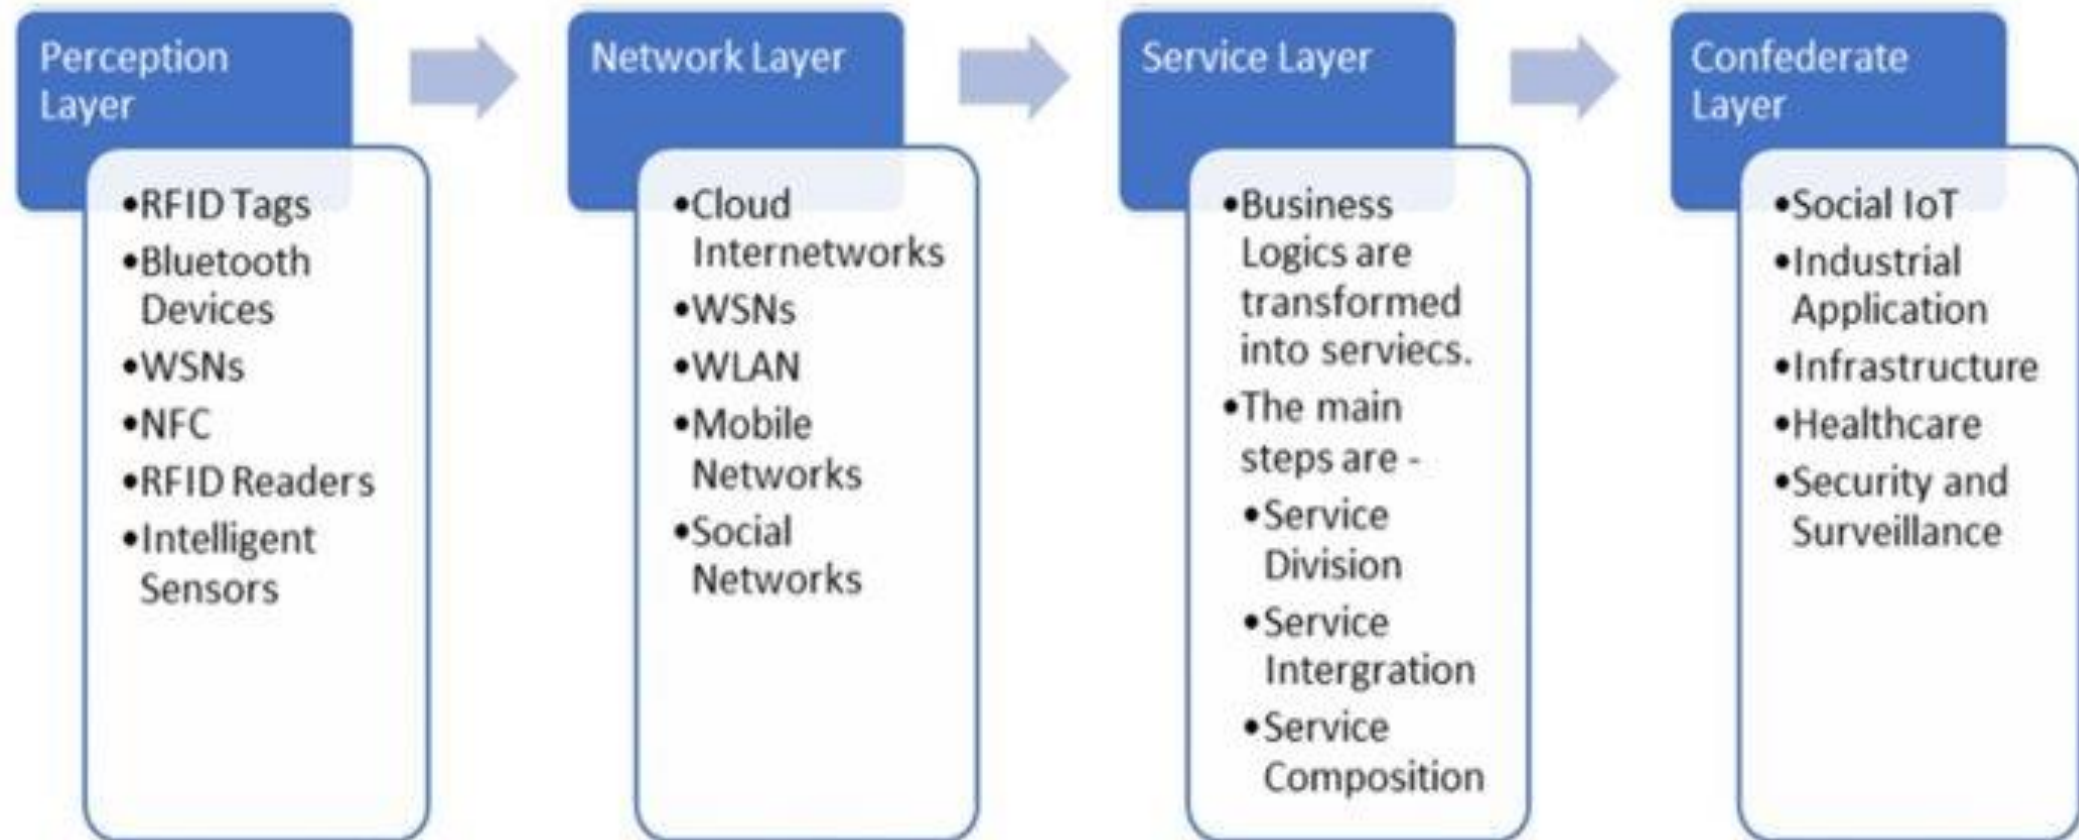 Perception
Layer
•RFID Tags
•Bluetooth
Devices
•WSNs
•NFC
•RFID Readers
•Intelligent
Sensors
Network Layer
•Cloud
Internetworks
•WSNs
•WLAN
•Mobile
Networks
•Social
Networks
Service Layer
•Business
Logics are
transformed
into serviecs.
•The main
steps are -
•Service
Division
•Service
Intergration
•Service
Composition
Confederate
Layer
•Social IoT
•Industrial
Application
•Infrastructure
•Healthcare
•Security and
Surveillance